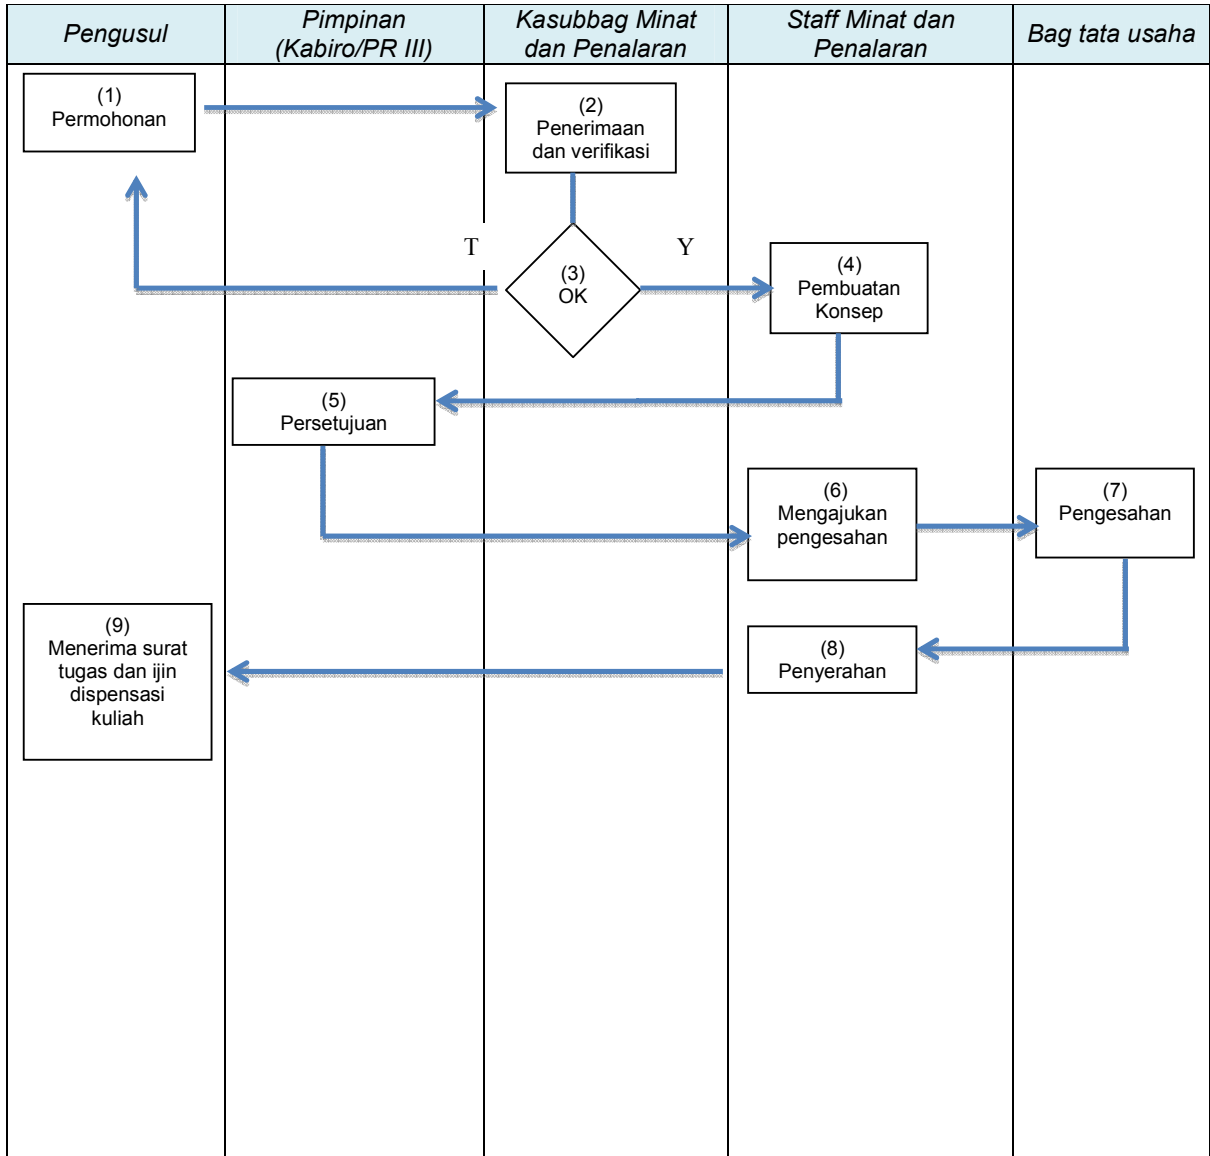 Pengusul
Pimpinan
(Kabiro/PR III)
Kasubbag Minat
dan Penalaran
Staff Minat dan
Penalaran
Bag tata usaha
(1)
Permohonan
(2)
Penerimaan
dan verifikasi
T
Y
(3)
OK
(4)
Pembuatan
Konsep
(5)
Persetujuan
(6)
Mengajukan
pengesahan
(7)
Pengesahan
(8)
Penyerahan
(9)
Menerima surat
tugas dan ijin
dispensasi
kuliah